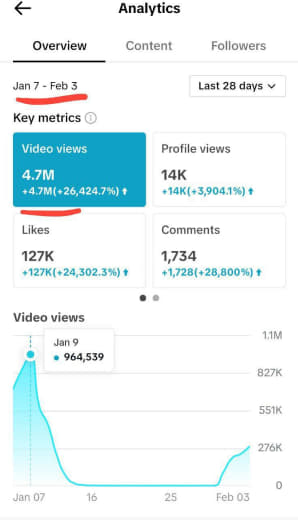 Analytics
Overview Content Followers
Jan 7 - Feb 3 Last 28 days
Key metrics
Video views
4.7M
+4.7M(+26,424.7%)
Profile views
14K
+14K(+3,904.1%)
Likes
127K
+127K(+24,302.3%)
Comments
1,734
+1,728(+28,800%)
Video views
1.1M
Jan 9
964,539
827K
551K
276K
0
Jan 07 16 25 Feb 03